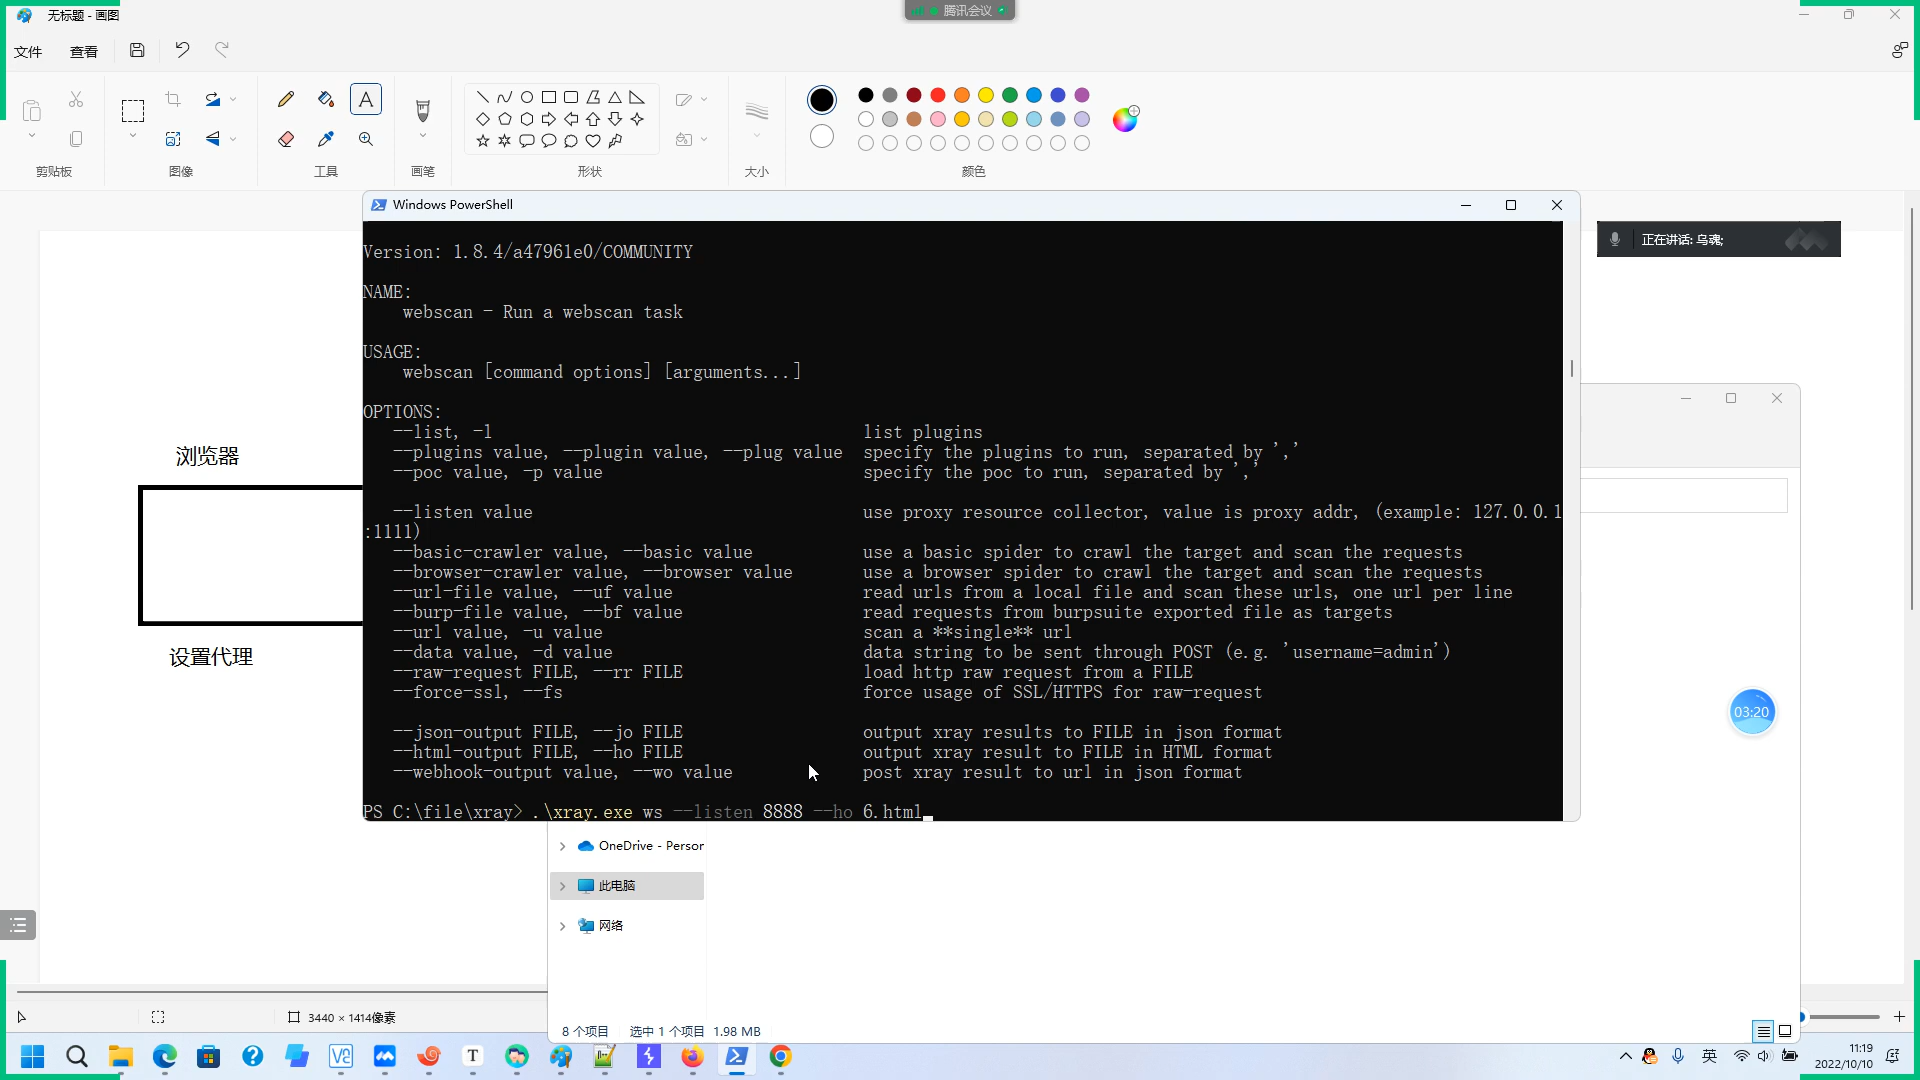 无标题 - 画图
腾讯会议
文件
查看
剪贴板
图像
工具
画笔
形状
大小
颜色
Windows PowerShell
正在讲话: 乌魂;
Version: 1.8.4/a47961e0/COMMUNITY
NAME:
webscan - Run a webscan task
USAGE:
webscan [command options] [arguments...]
OPTIONS:
--list, -l list plugins
--plugins value, --plugin value, --plug value specify the plugins to run, separated by ','
--poc value, -p value specify the poc to run, separated by ','
--listen value use proxy resource collector, value is proxy addr, (example: 127.0.0.1
:1111)
--basic-crawler value, --basic value use a basic spider to crawl the target and scan the requests
--browser-crawler value, --browser value use a browser spider to crawl the target and scan the requests
--url-file value, --uf value read urls from a local file and scan these urls, one url per line
--burp-file value, --bf value read requests from burpsuite exported file as targets
--url value, -u value scan a **single** url
--data value, -d value data string to be sent through POST (e.g. 'username=admin')
--raw-request FILE, --rr FILE load http raw request from a FILE
--force-ssl, --fs force usage of SSL/HTTPS for raw-request
--json-output FILE, --jo FILE output xray results to FILE in json format
--html-output FILE, --ho FILE output xray result to FILE in HTML format
--webhook-output value, --wo value post xray result to url in json format
PS C:\file\xray> .\xray.exe ws --listen 8888 --ho 6.html
浏览器
设置代理
03:20
OneDrive - Person
此电脑
网络
8 个项目 选中 1 个项目 1.98 MB
3440 × 1414像素
英
11:19
2022/10/10